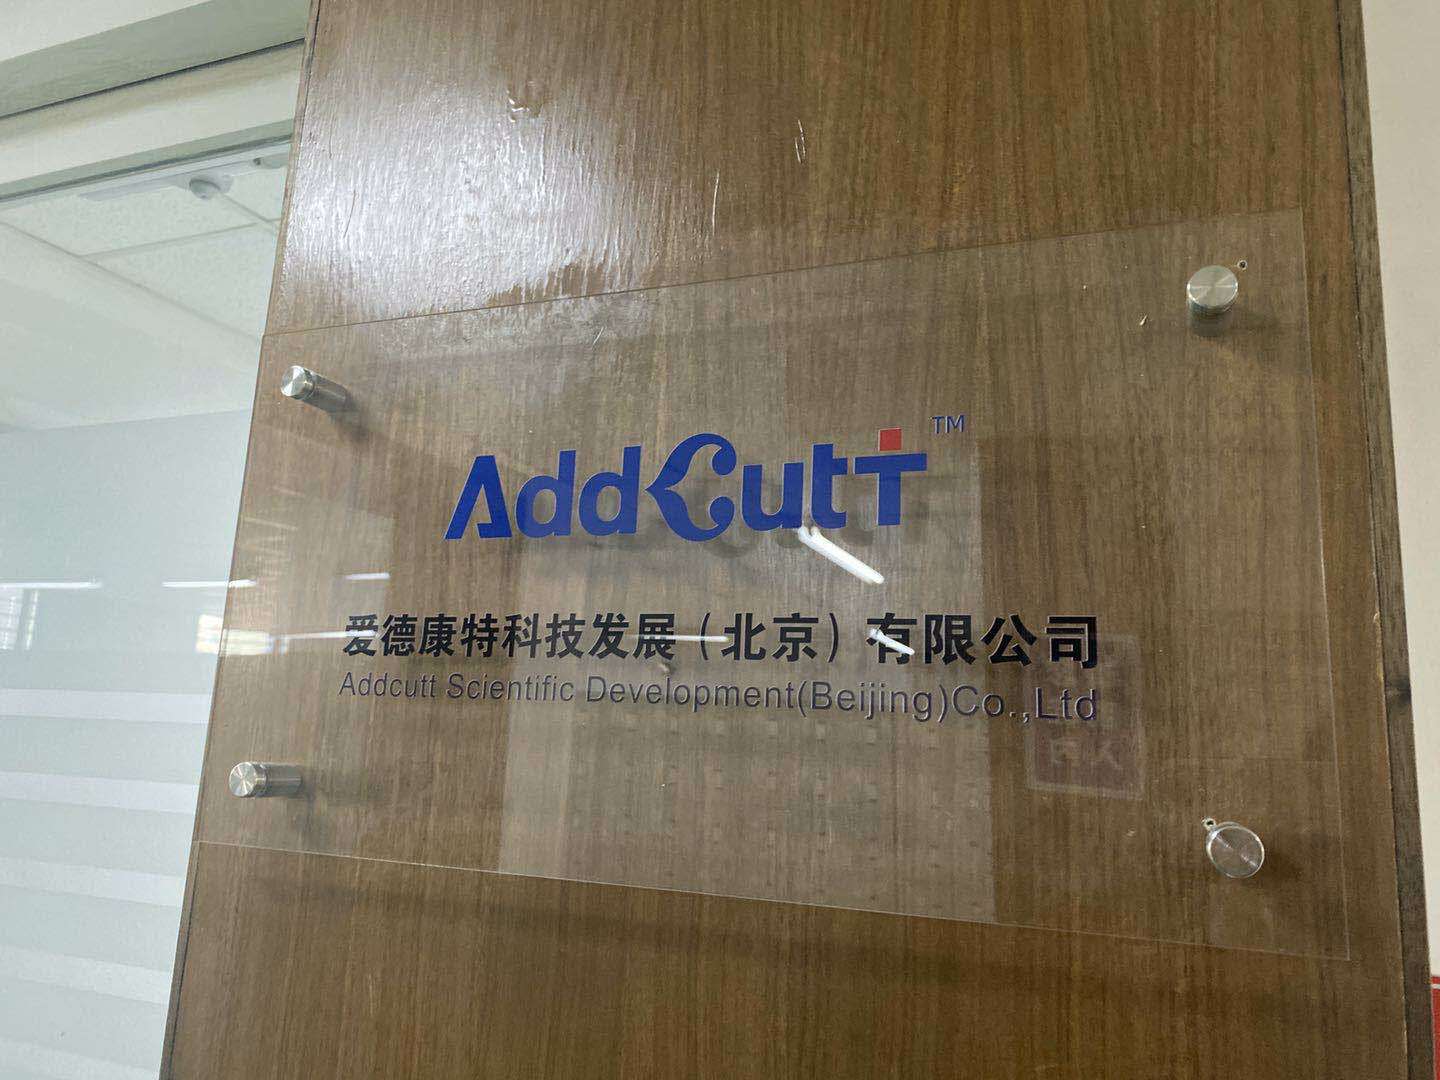 AddCutt™
爱德康特科技发展（北京）有限公司
Addcutt Scientific Development(Beijing)Co.,Ltd